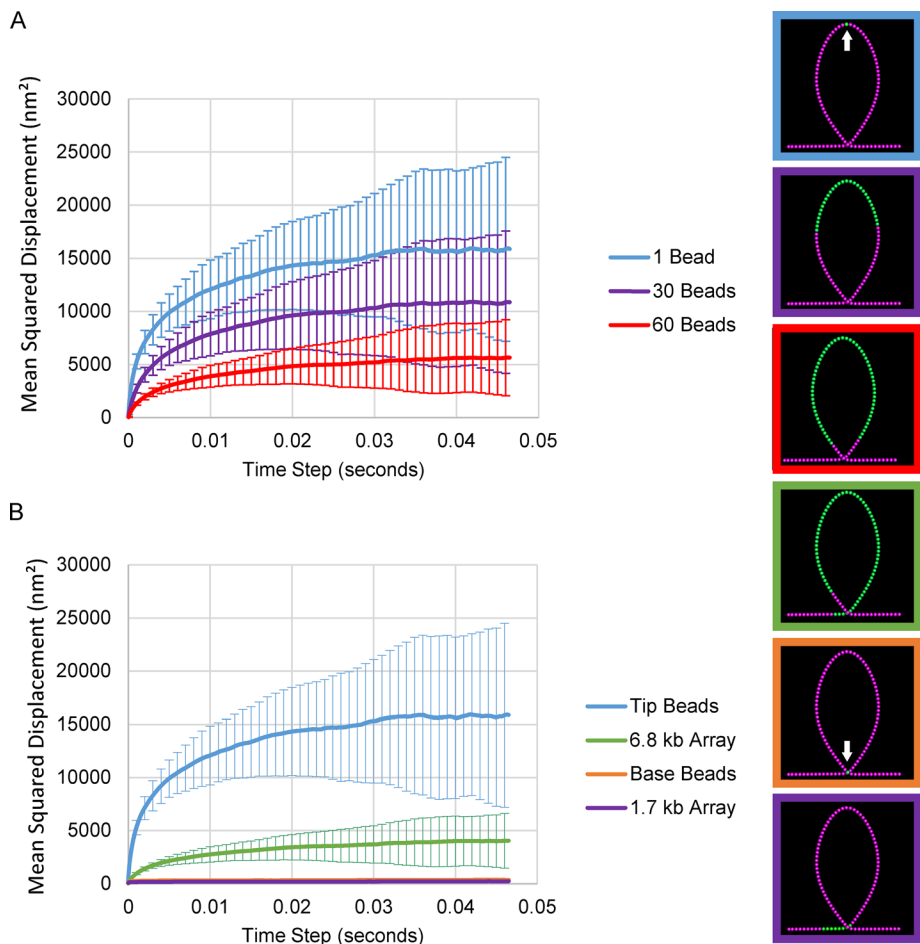 A
Mean Squared Displacement (nm²)
30000
25000
20000
15000
10000
5000
0
0
0.01
0.02
0.03
0.04
0.05
Time Step (seconds)
1 Bead
30 Beads
60 Beads
B
Mean Squared Displacement (nm²)
30000
25000
20000
15000
10000
5000
0
0
0.01
0.02
0.03
0.04
0.05
Time Step (seconds)
Tip Beads
6.8 kb Array
Base Beads
1.7 kb Array